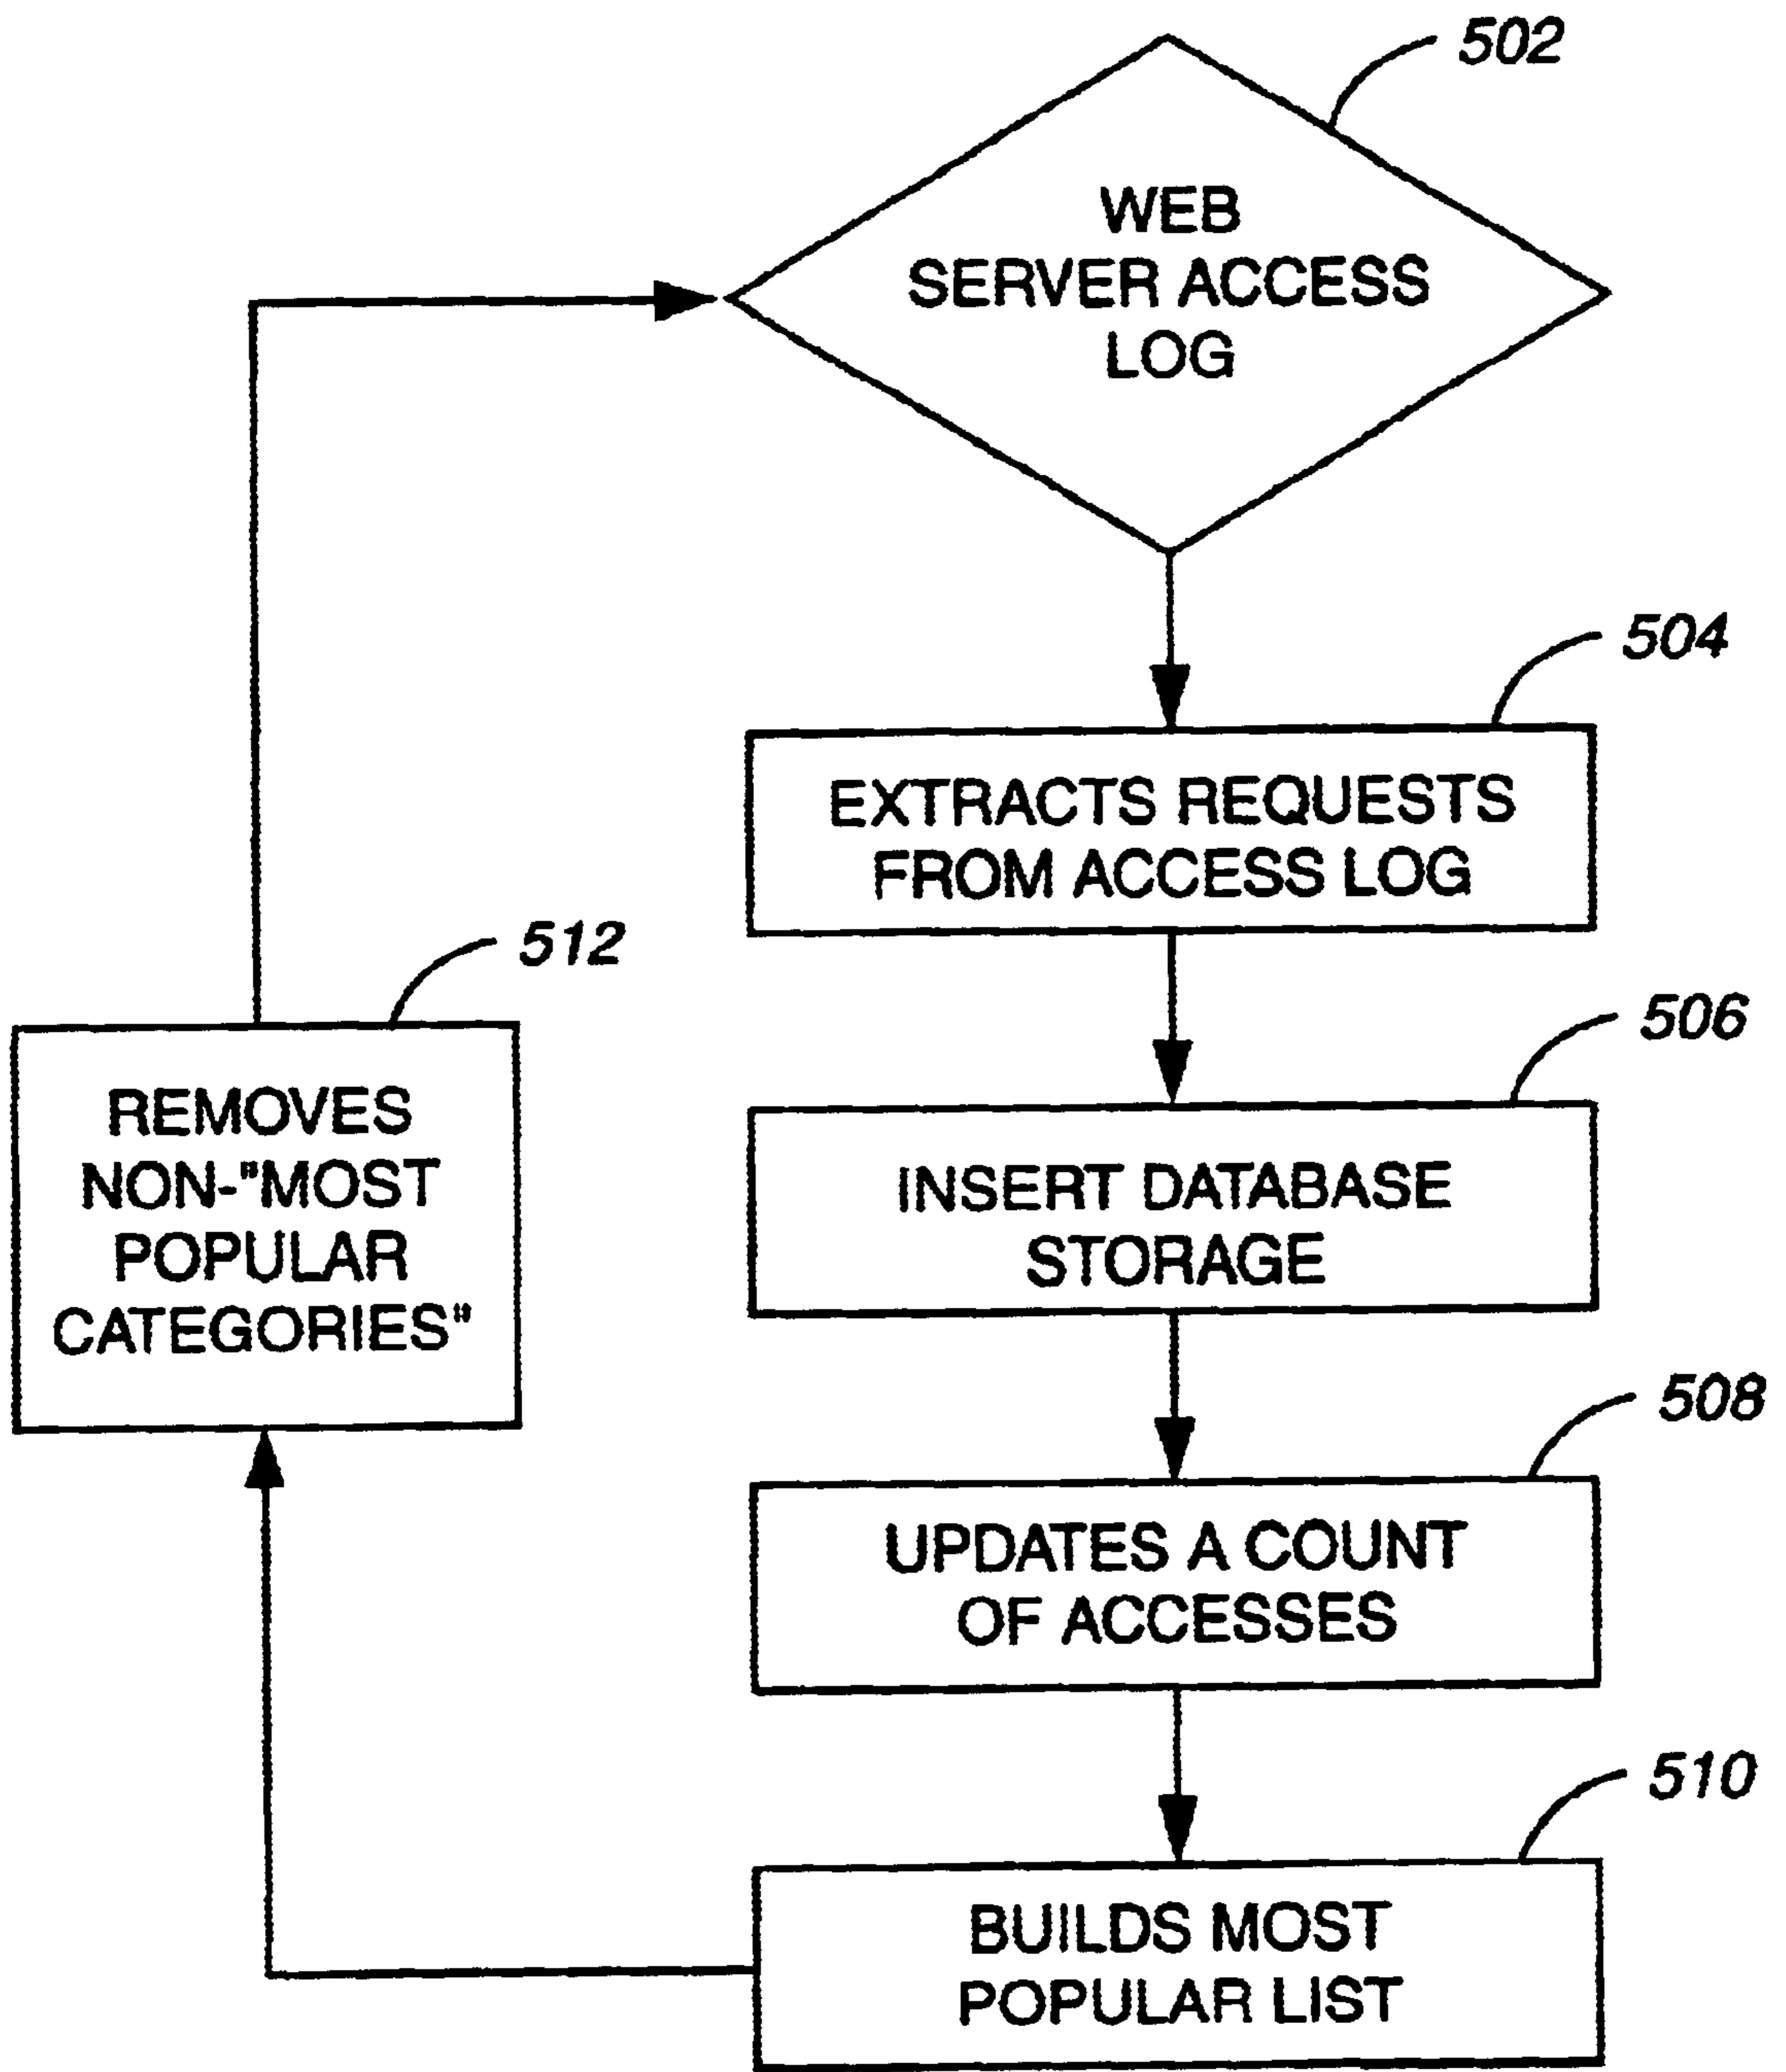 502
WEB
SERVER ACCESS
LOG
504
EXTRACTS REQUESTS
FROM ACCESS LOG
512
506
REMOVES
NON-"MOST
POPULAR
CATEGORIES"
INSERT DATABASE
STORAGE
508
UPDATES A COUNT
OF ACCESSES
510
BUILDS MOST
POPULAR LIST